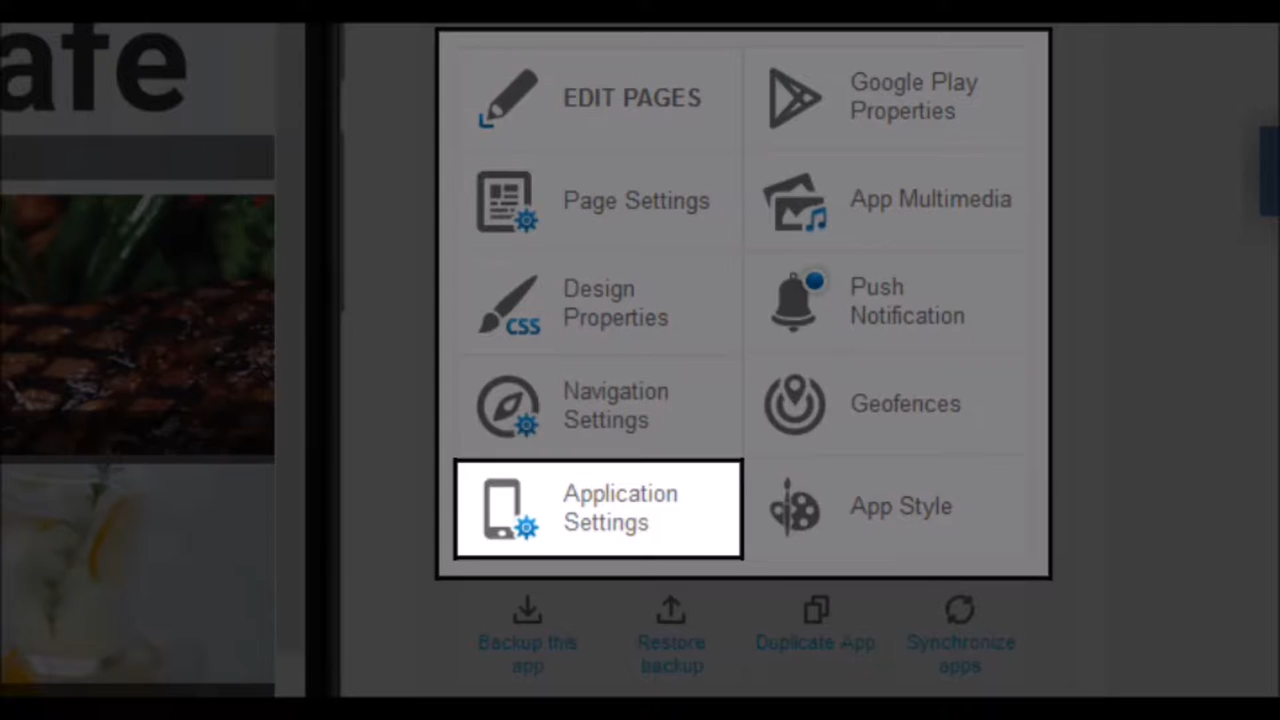 afe
EDIT PAGES
Google Play
Properties
Page Settings
App Multimedia
Design
Properties
CSS
Push
Notification
Navigation
Settings
Geofences
Application
Settings
App Style
Backup this
app
Restore
backup
Duplicate App
Synchronize
apps